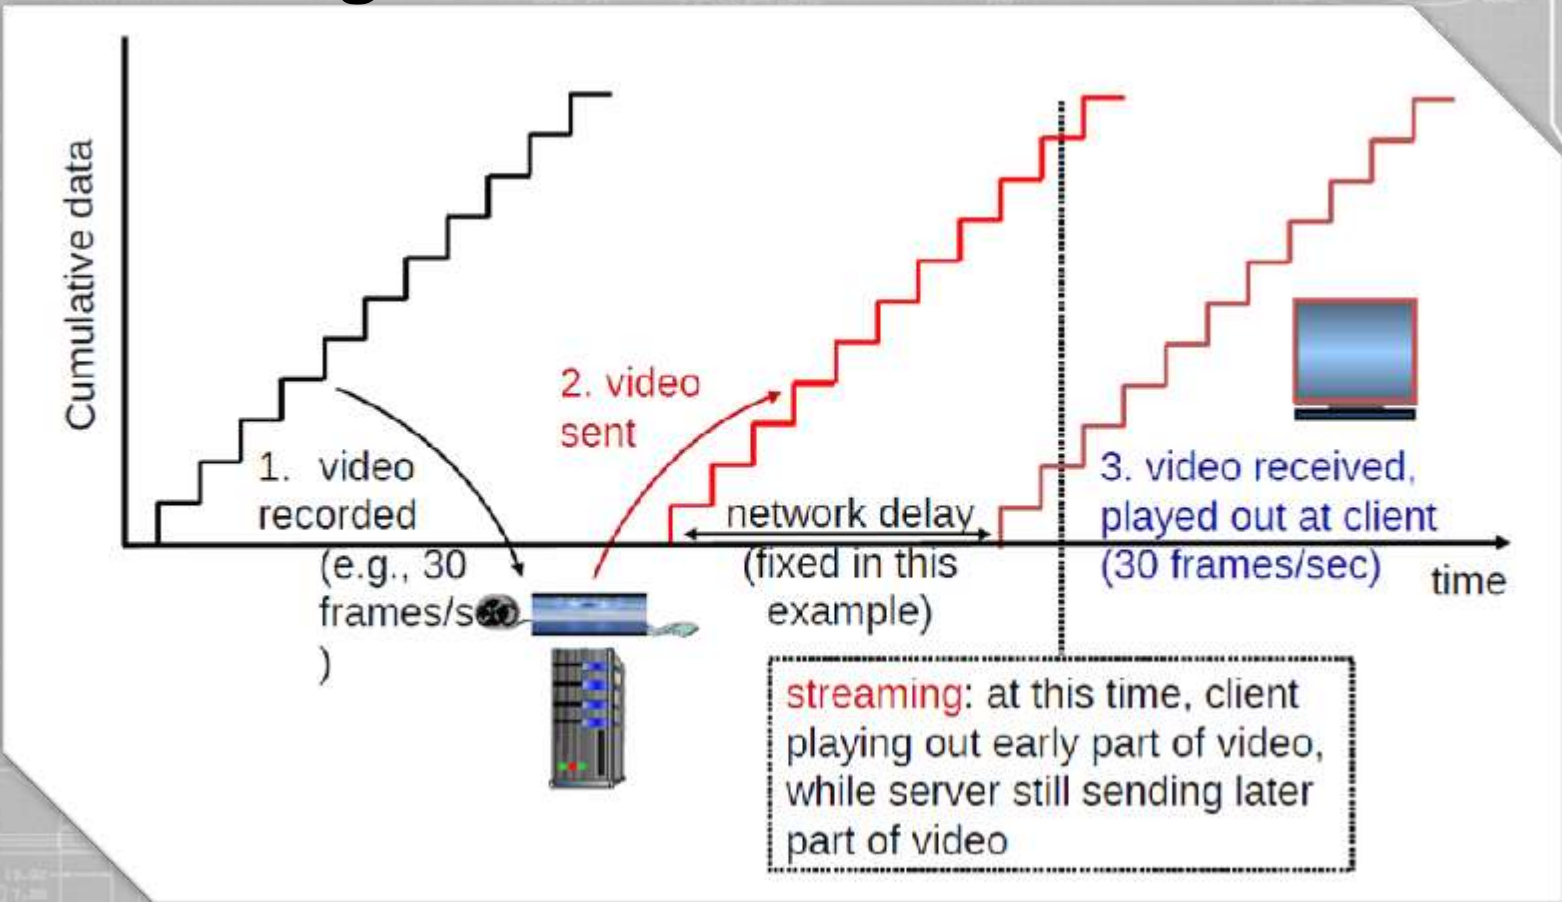 Cumulative data
1. video
recorded
(e.g., 30
frames/s
)
2. video
sent
network delay
(fixed in this
example)
3. video received,
played out at client
(30 frames/sec)
time
streaming: at this time, client
playing out early part of video,
while server still sending later
part of video